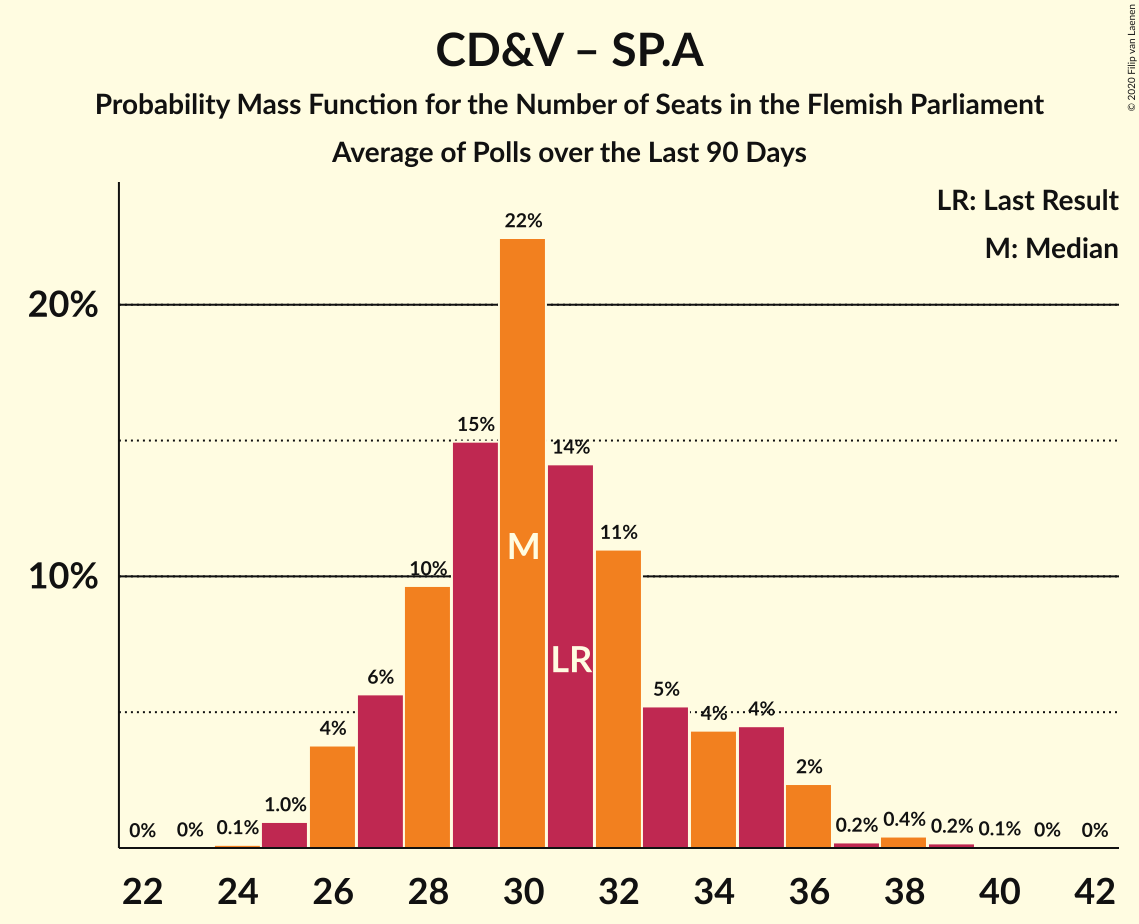 CD&V – SP.A
Probability Mass Function for the Number of Seats in the Flemish Parliament
Average of Polls over the Last 90 Days
© 2020 Filip van Laenen
LR: Last Result
M: Median
20%
10%
0%
0%
0.1%
1.0%
4%
6%
10%
15%
22%
14%
11%
5%
4%
4%
2%
0.2%
0.4%
0.2%
0.1%
0%
0%
M
LR
22 24 26 28 30 32 34 36 38 40 42